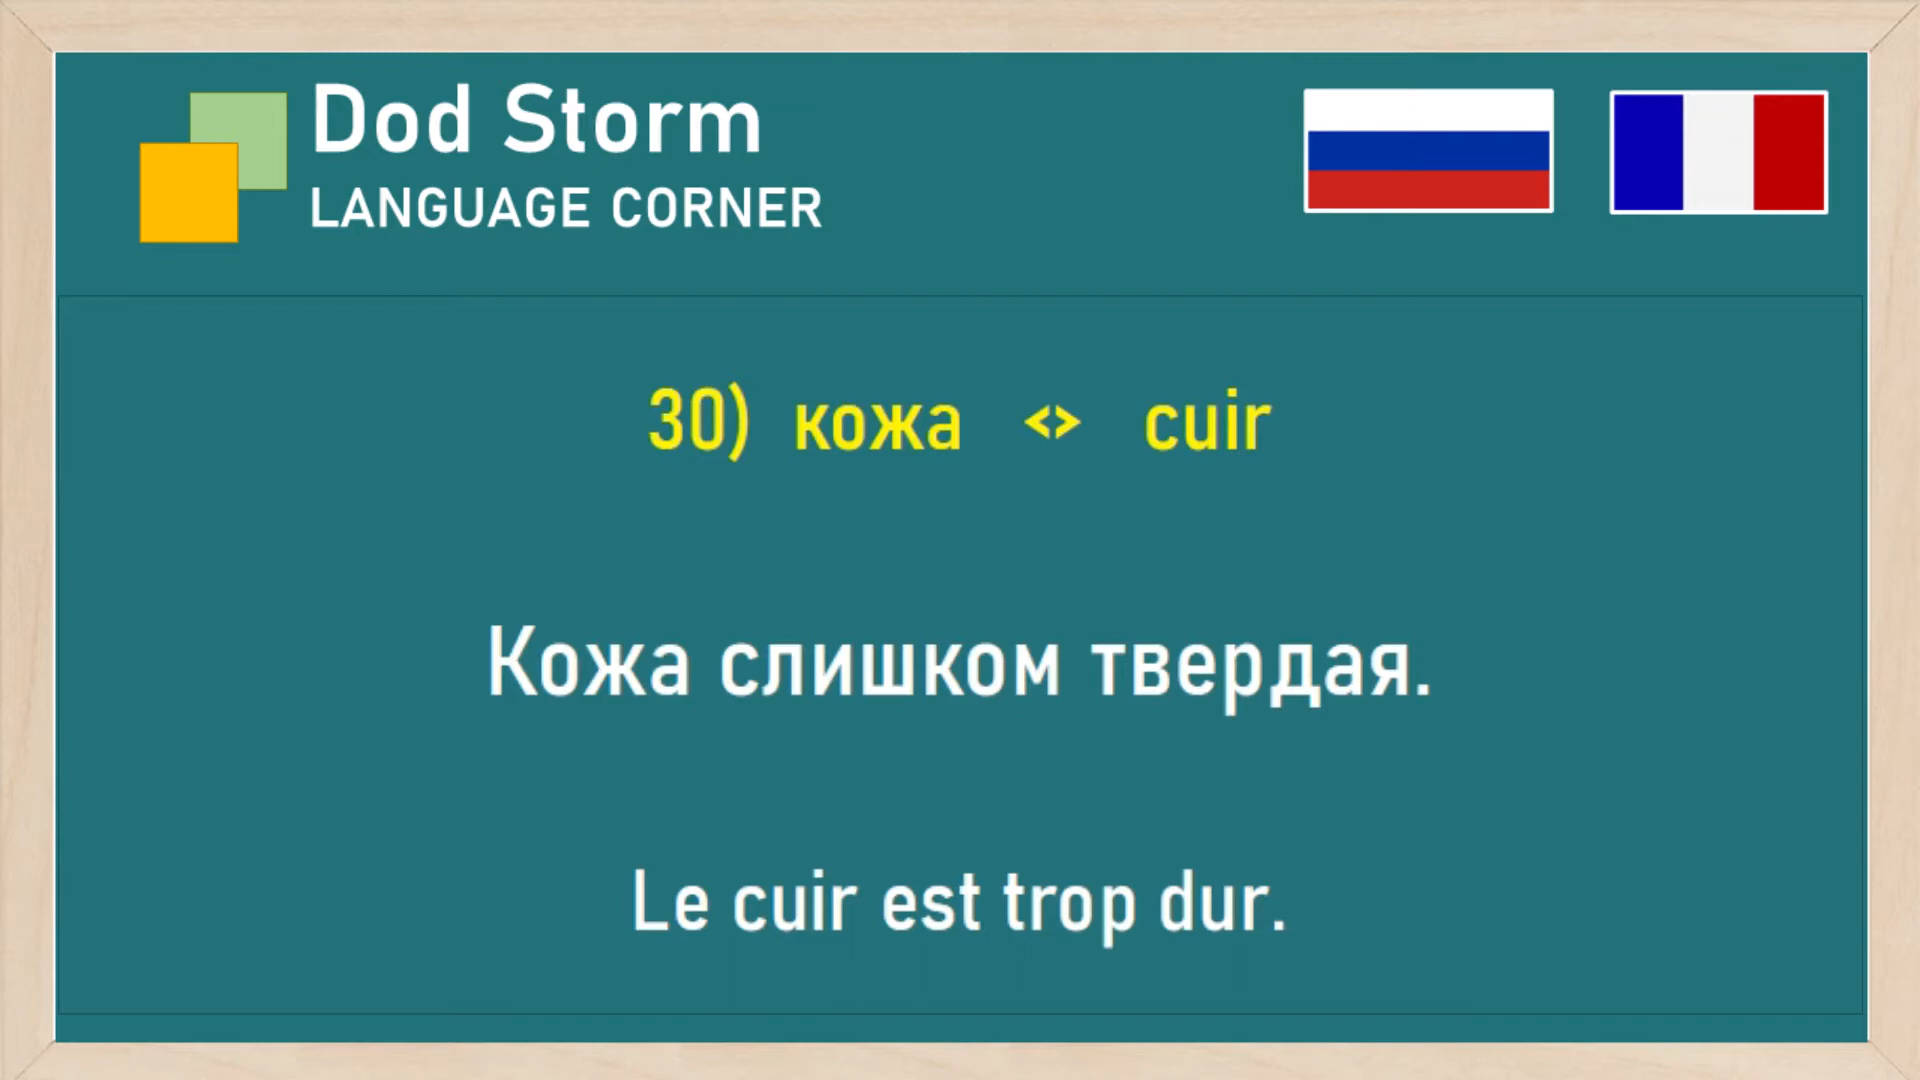 Dod Storm
LANGUAGE CORNER
30) кожа <> cuir
Кожа слишком твердая.
Le cuir est trop dur.